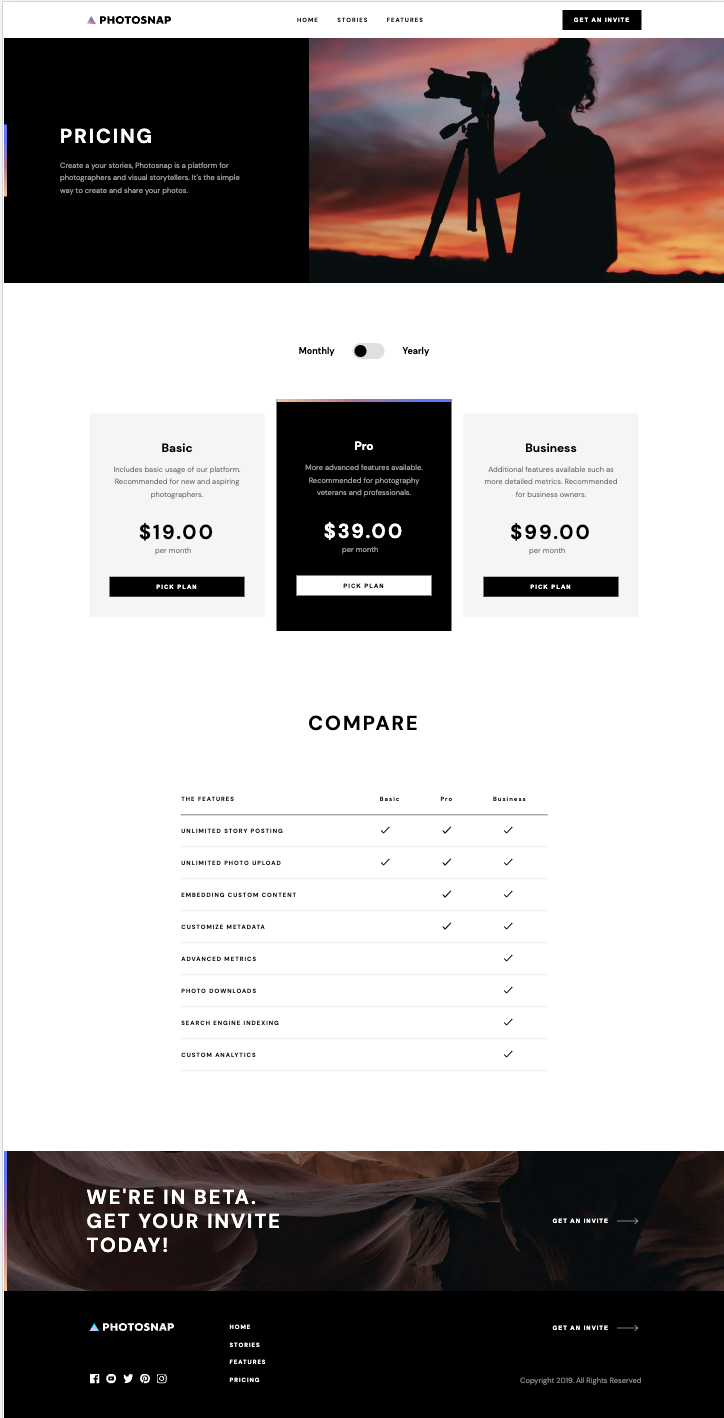 PHOTOSNAP
HOME STORIES FEATURES
GET AN INVITE
PRICING
Create a your stories, Photosnap is a platform for
photographers and visual storytellers. It's the simple
way to create and share your photos.
Monthly Yearly
Basic
Includes basic usage of our platform.
Recommended for new and aspiring
photographers.
$19.00
per month
PICK PLAN
Pro
More advanced features available.
Recommended for photography
veterans and professionals.
$39.00
per month
PICK PLAN
Business
Additional features available such as
more detailed metrics. Recommended
for business owners.
$99.00
per month
PICK PLAN
COMPARE
THE FEATURES Basic Pro Business
UNLIMITED STORY POSTING
UNLIMITED PHOTO UPLOAD
EMBEDDING CUSTOM CONTENT
CUSTOMIZE METADATA
ADVANCED METRICS
PHOTO DOWNLOADS
SEARCH ENGINE INDEXING
CUSTOM ANALYTICS
WE'RE IN BETA.
GET YOUR INVITE
TODAY!
GET AN INVITE
PHOTOSNAP
HOME
STORIES
FEATURES
PRICING
GET AN INVITE
Copyright 2019. All Rights Reserved